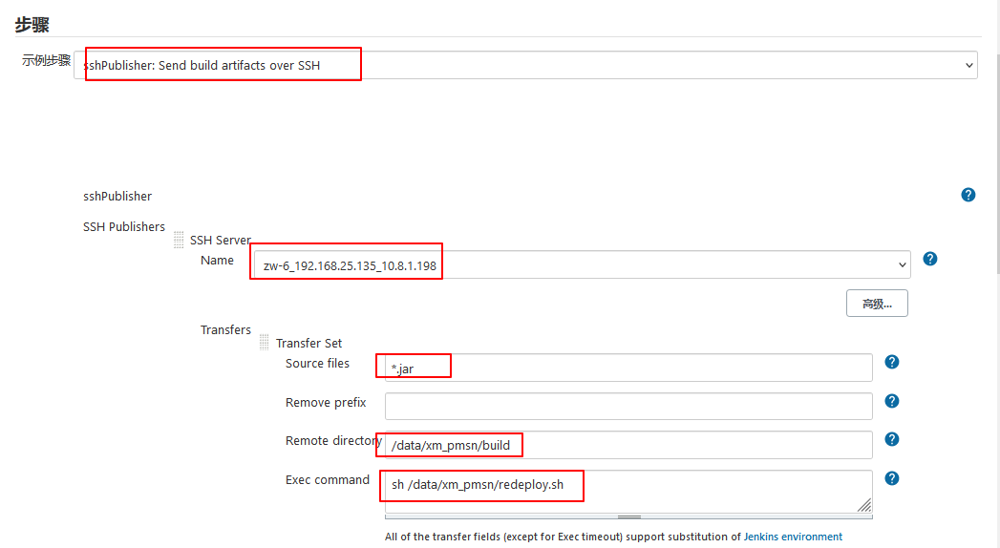 步骤
示例步骤
sshPublisher: Send build artifacts over SSH
sshPublisher
?
SSH Publishers
SSH Server
Name
zw-6_192.168.25.135_10.8.1.198
?
高级...
Transfers
Transfer Set
Source files
*.jar
?
Remove prefix
?
Remote directory
/data/xm_pmsn/build
?
Exec command
sh /data/xm_pmsn/redeploy.sh
?
All of the transfer fields (except for Exec timeout) support substitution of Jenkins environment